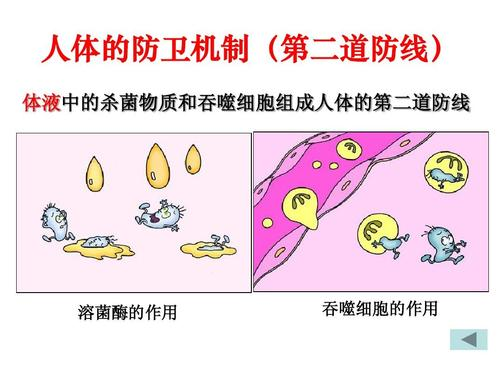 人体的防卫机制（第二道防线）
体液中的杀菌物质和吞噬细胞组成人体的第二道防线
溶菌酶的作用
吞噬细胞的作用